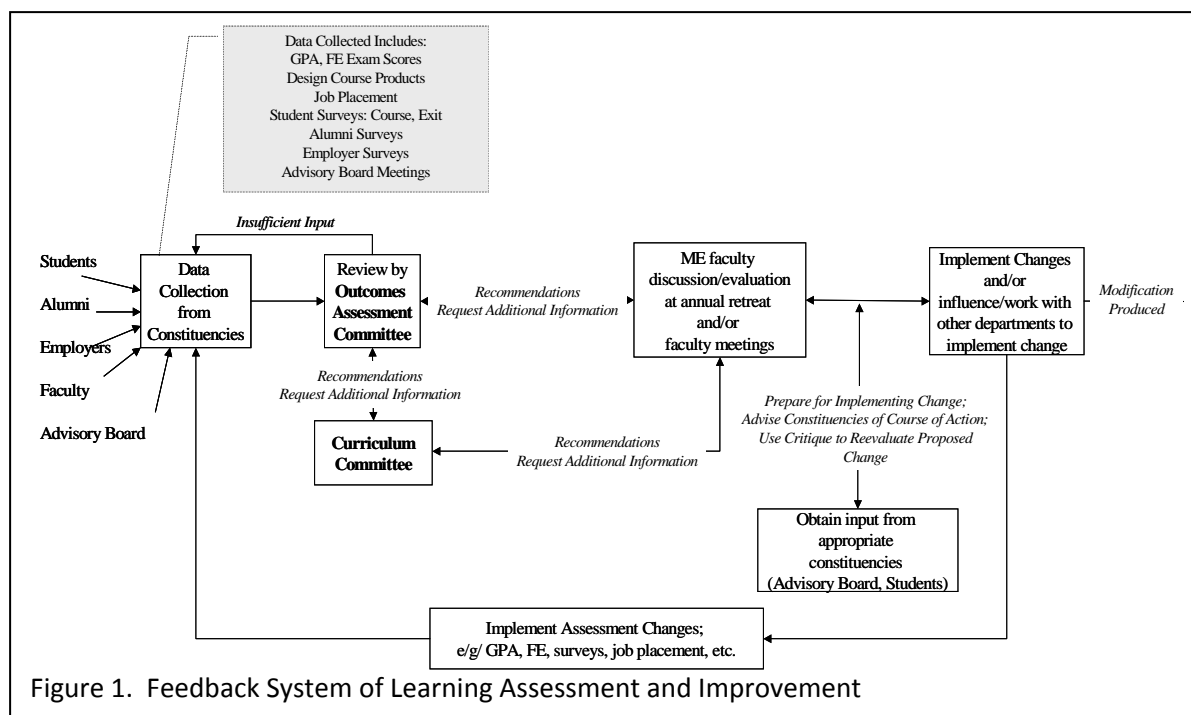 Data Collected Includes:
GPA, FE Exam Scores
Design Course Products
Job Placement
Student Surveys: Course, Exit
Alumni Surveys
Employer Surveys
Advisory Board Meetings
Insufficient Input
Students
Alumni
Employers
Faculty
Advisory Board
Data
Collection
from
Constituencies
Review by
Outcomes
Assessment
Committee
Recommendations
Request Additional Information
ME faculty
discussion/evaluation
at annual retreat
and/or
faculty meetings
Implement Changes
and/or
influence/work with
other departments to
implement change
Modification
Produced
Recommendations
Request Additional Information
Curriculum
Committee
Recommendations
Request Additional Information
Prepare for Implementing Change;
Advise Constituencies of Course of Action;
Use Critique to Reevaluate Proposed
Change
Obtain input from
appropriate
constituencies
(Advisory Board, Students)
Implement Assessment Changes;
e/g/ GPA, FE, surveys, job placement, etc.
Figure 1.  Feedback System of Learning Assessment and Improvement